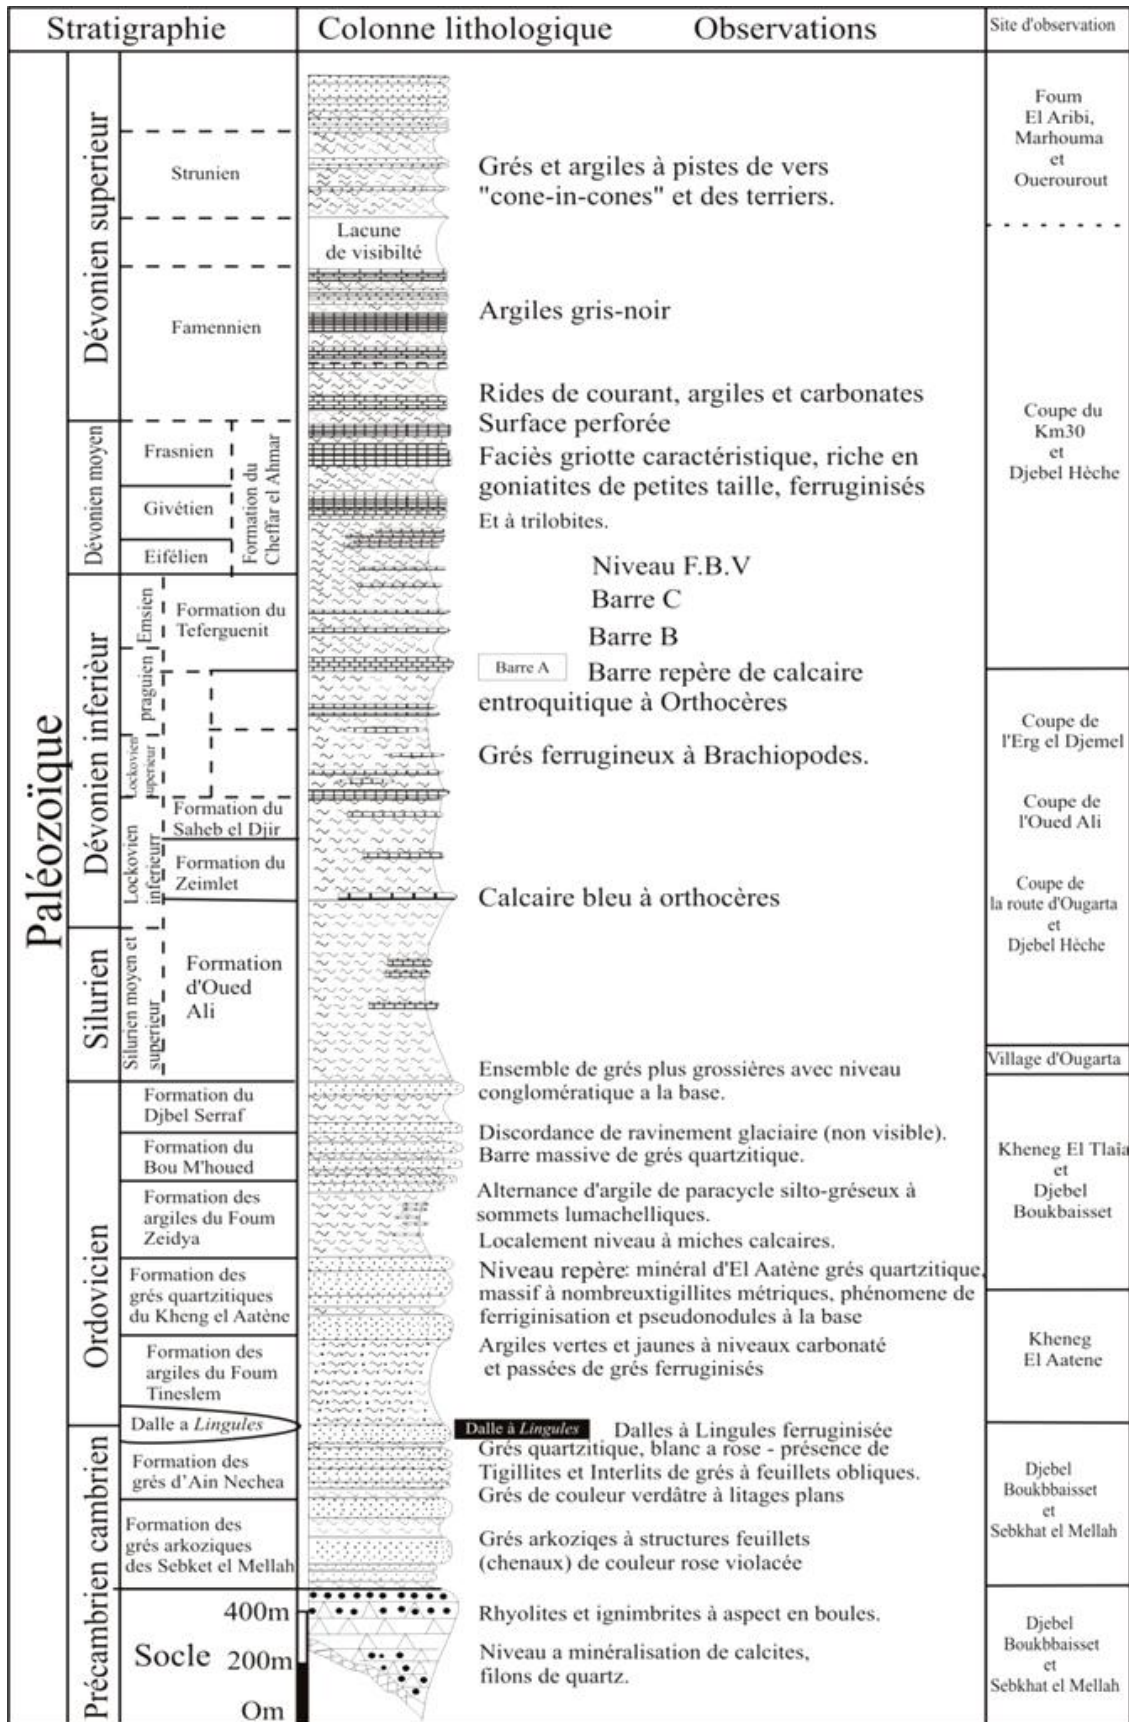 Stratigraphie
Colonne lithologique
Observations
Site d'observation
Paléozoïque
Dévonien superieur
Strunien
Famennien
Lacune
de visibilté
Grés et argiles à pistes de vers
"cone-in-cones" et des terriers.
Argiles gris-noir
Rides de courant, argiles et carbonates
Surface perforée
Faciès griotte caractéristique, riche en
goniatites de petites taille, ferruginisés
Et à trilobites.
Foum
El Aribi,
Marhouma
et
Ouerourout
Coupe du
Km30
et
Djebel Hèche
Dévonien moyen
Frasnien
Givétien
Eifélien
Formation du
Cheffar el Ahmar
Niveau F.B.V
Barre C
Barre B
Barre A
Barre repère de calcaire
entroquitique à Orthocères
Grés ferrugineux à Brachiopodes.
Calcaire bleu à orthocères
Dévonien inferieur
Emsien
praguien
Lockovien
superieur
Lockovien
inferieurr
Formation du
Teferguenit
Formation du
Saheb el Djir
Formation du
Zeimlet
Coupe de
l'Erg el Djemel
Coupe de
l'Oued Ali
Coupe de
la route d'Ougarta
et
Djebel Hèche
Silurien
Silurien moyen et
superieur
Formation
d'Oued
Ali
Village d'Ougarta
Ordovicien
Formation du
Djbel Serraf
Formation du
Bou M'houed
Formation des
argiles du Foum
Zeidya
Formation des
grés quartzitiques
du Kheng el Aatène
Formation des
argiles du Foum
Tineslem
Dalle a Lingules
Ensemble de grés plus grossières avec niveau
conglomératique a la base.
Discordance de ravinement glaciaire (non visible).
Barre massive de grés quartzitique.
Alternance d'argile de paracycle silto-gréseux à
sommets lumachelliques.
Localement niveau à miches calcaires.
Niveau repère: minéral d'El Aatène grés quartzitique,
massif à nombreuxtigillites métriques, phénomene de
ferriginisation et pseudonodules à la base
Argiles vertes et jaunes à niveaux carbonaté
et passées de grés ferruginisés
Kheneg El Tlaîa
et
Djebel
Boukbaisset
Kheneg
El Aatene
Précambrien cambrien
Formation des
grès d'Ain Nechea
Formation des
grés arkoziques
des Sebket el Mellah
Dalle à Lingules
Dalles à Lingules ferruginisée
Grés quartzitique, blanc a rose - présence de
Tigillites et Interlits de grés à feuillets obliques.
Grés de couleur verdâtre à litages plans
Grés arkoziqes à structures feuillets
(chenaux) de couleur rose violacée
Djebel
Boukbbaisset
et
Sebkhat el Mellah
Socle
400m
200m
Om
Rhyolites et ignimbrites à aspect en boules.
Niveau a minéralisation de calcites,
filons de quartz.
Djebel
Boukbbaisset
et
Sebkhat el Mellah